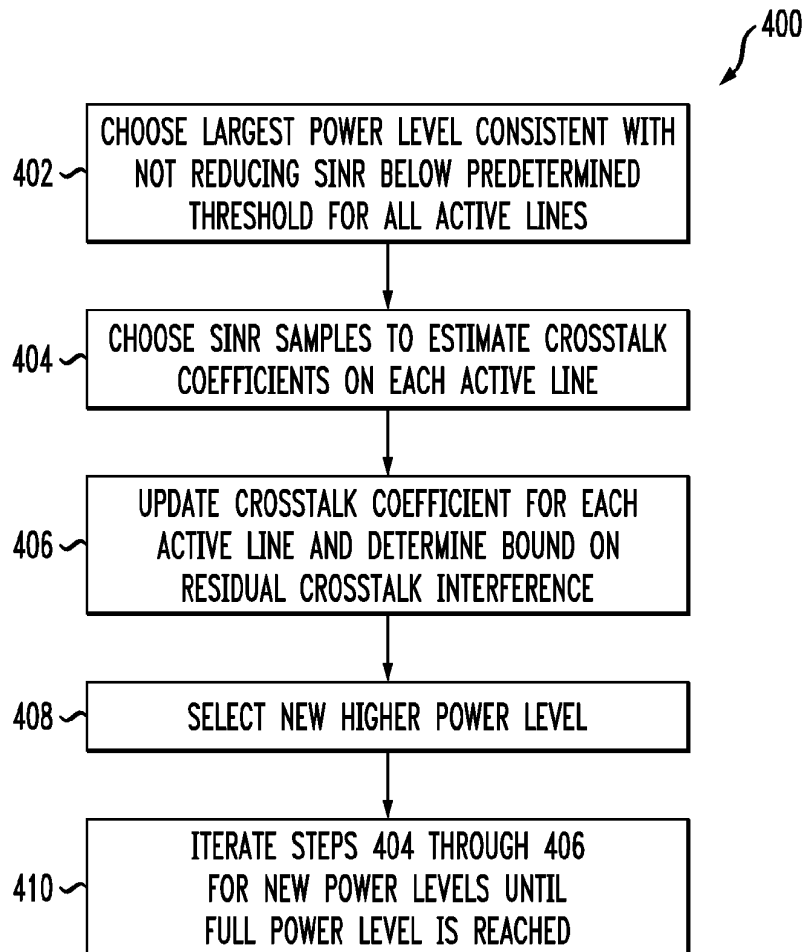 400
402
CHOOSE LARGEST POWER LEVEL CONSISTENT WITH
NOT REDUCING SINR BELOW PREDETERMINED
THRESHOLD FOR ALL ACTIVE LINES
404
CHOOSE SINR SAMPLES TO ESTIMATE CROSSTALK
COEFFICIENTS ON EACH ACTIVE LINE
406
UPDATE CROSSTALK COEFFICIENT FOR EACH
ACTIVE LINE AND DETERMINE BOUND ON
RESIDUAL CROSSTALK INTERFERENCE
408
SELECT NEW HIGHER POWER LEVEL
410
ITERATE STEPS 404 THROUGH 406
FOR NEW POWER LEVELS UNTIL
FULL POWER LEVEL IS REACHED